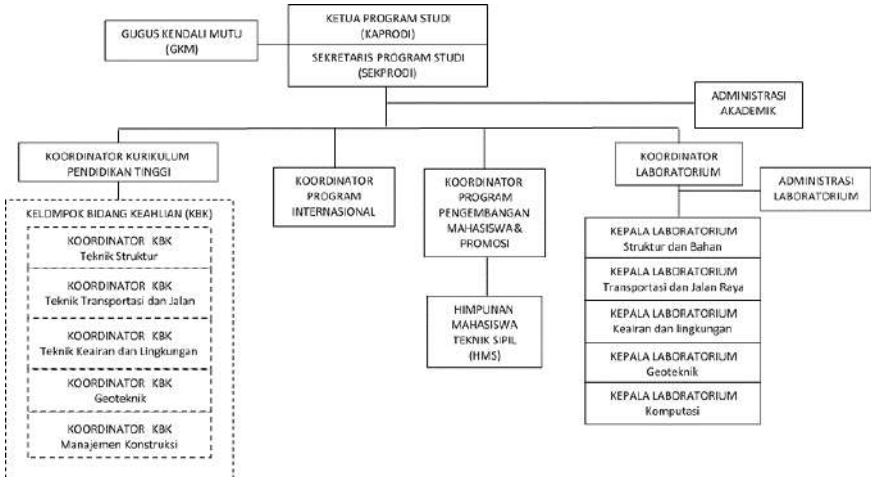 KETUA PROGRAM STUDI
(KAPRODI)
GUGUS KENDALI MUTU
(GKM)
SEKRETARIS PROGRAM STUDI
(SEKPRODI)
ADMINISTRASI
AKADEMIK
KOORDINATOR KURIKULUM
PENDIDIKAN TINGGI
KOORDINATOR
PROGRAM
INTERNASIONAL
KOORDINATOR
PROGRAM
PENGEMBANGAN
MAHASISWA&
PROMOSI
KOORDINATOR
LABORATORIUM
ADMINISTRASI
LABORATORIUM
KELOMPOK BIDANG KEAHLIAN (KBK)
KOORDINATOR KBK
Teknik Struktur
KOORDINATOR KBK
Teknik Transportasi dan Jalan
KOORDINATOR KBK
Teknik Keairan dan Lingkungan
KOORDINATOR KBK
Geoteknik
KOORDINATOR KBK
Manajemen Konstruksi
HIMPUNAN
MAHASISWA
TEKNIK SIPIL
(HMS)
KEPALA LABORATORIUM
Struktur dan Bahan
KEPALA LABORATORIUM
Transportasi dan Jalan Raya
KEPALA LABORATORIUM
Keairan dan lingkungan
KEPALA LABORATORIUM
Geoteknik
KEPALA LABORATORIUM
Komputasi